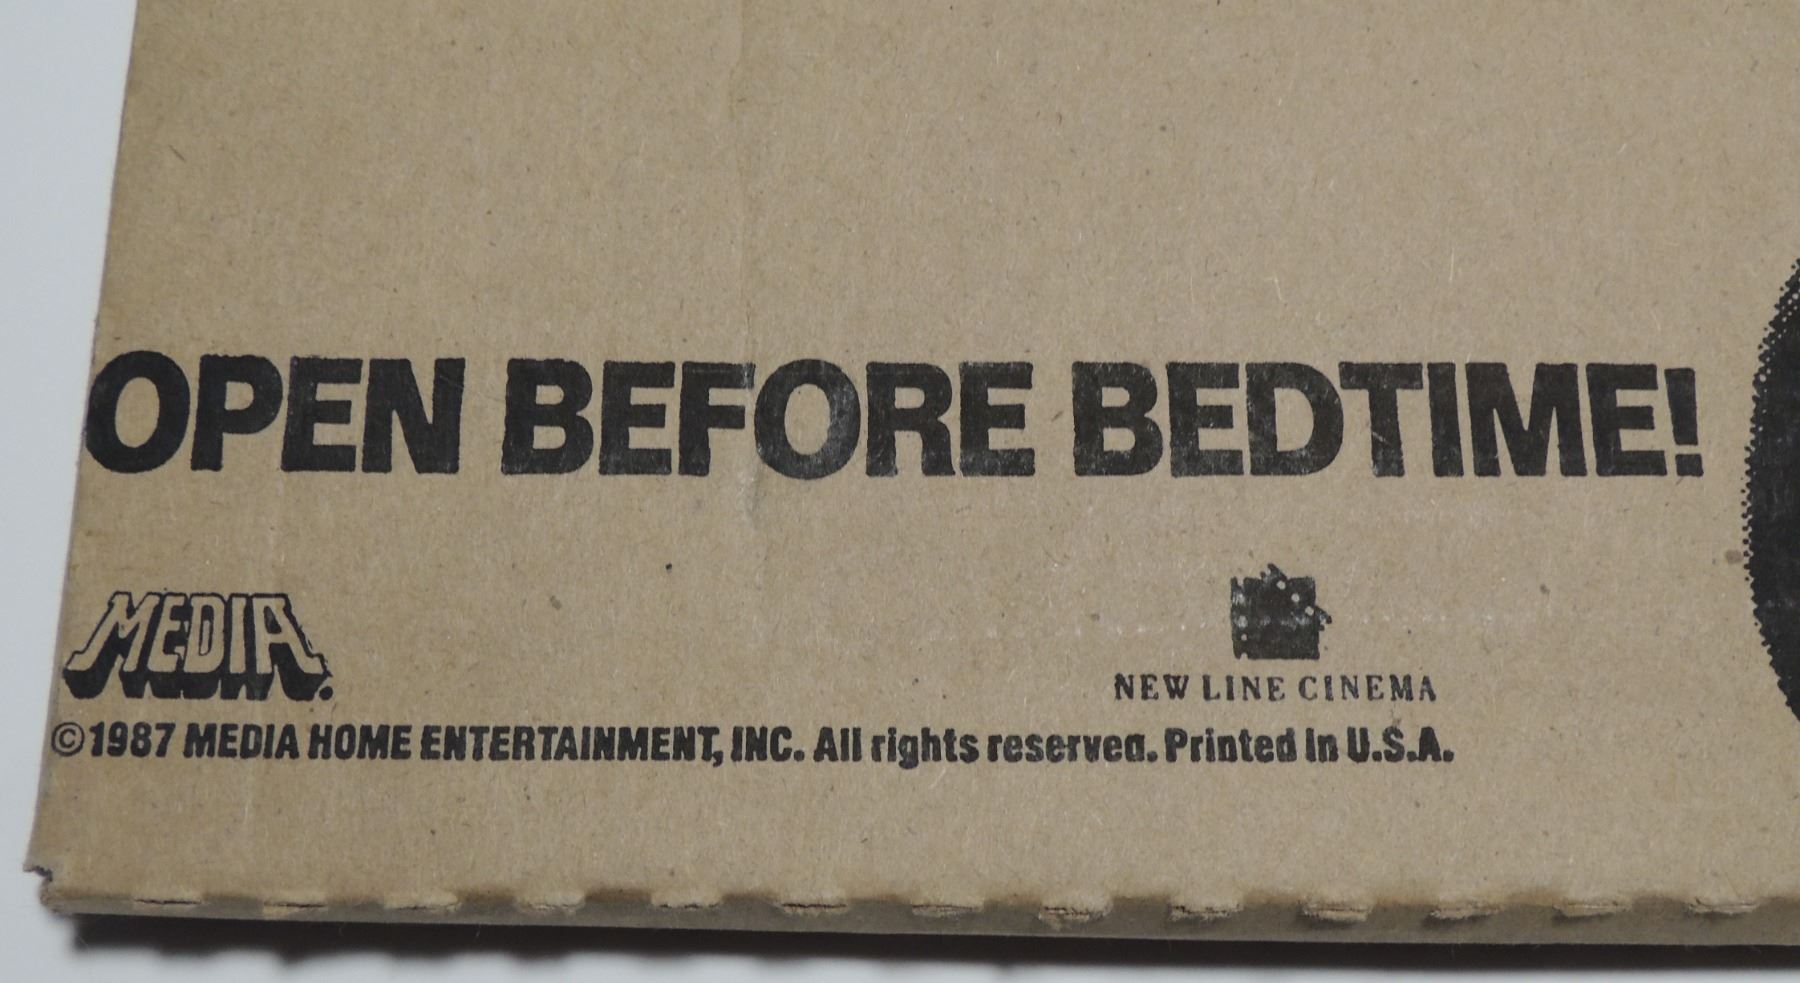 OPEN BEFORE BEDTIME!
MEDIA.
NEW LINE CINEMA
©1987 MEDIA HOME ENTERTAINMENT, INC. All rights reserved. Printed in U.S.A.